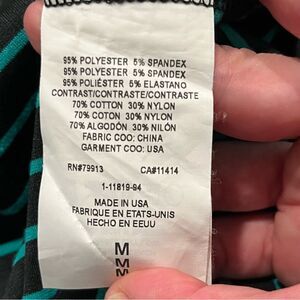 95% POLYESTER 5% SPANDEX
95% POLYESTER 5% SPANDEX
95% POLIÉSTER 5% ELASTANO
CONTRAST/CONTRASTE/CONTRASTE
70% COTTON 30% NYLON
70% COTON 30% NYLON
70% ALGODÓN 30% NILÓN
FABRIC COO: CHINA
GARMENT COO: USA
RN#79913 CA#11414
1-11819-94
MADE IN USA
FABRIQUE EN ETATS-UNIS
HECHO EN EEUU
M
M
M